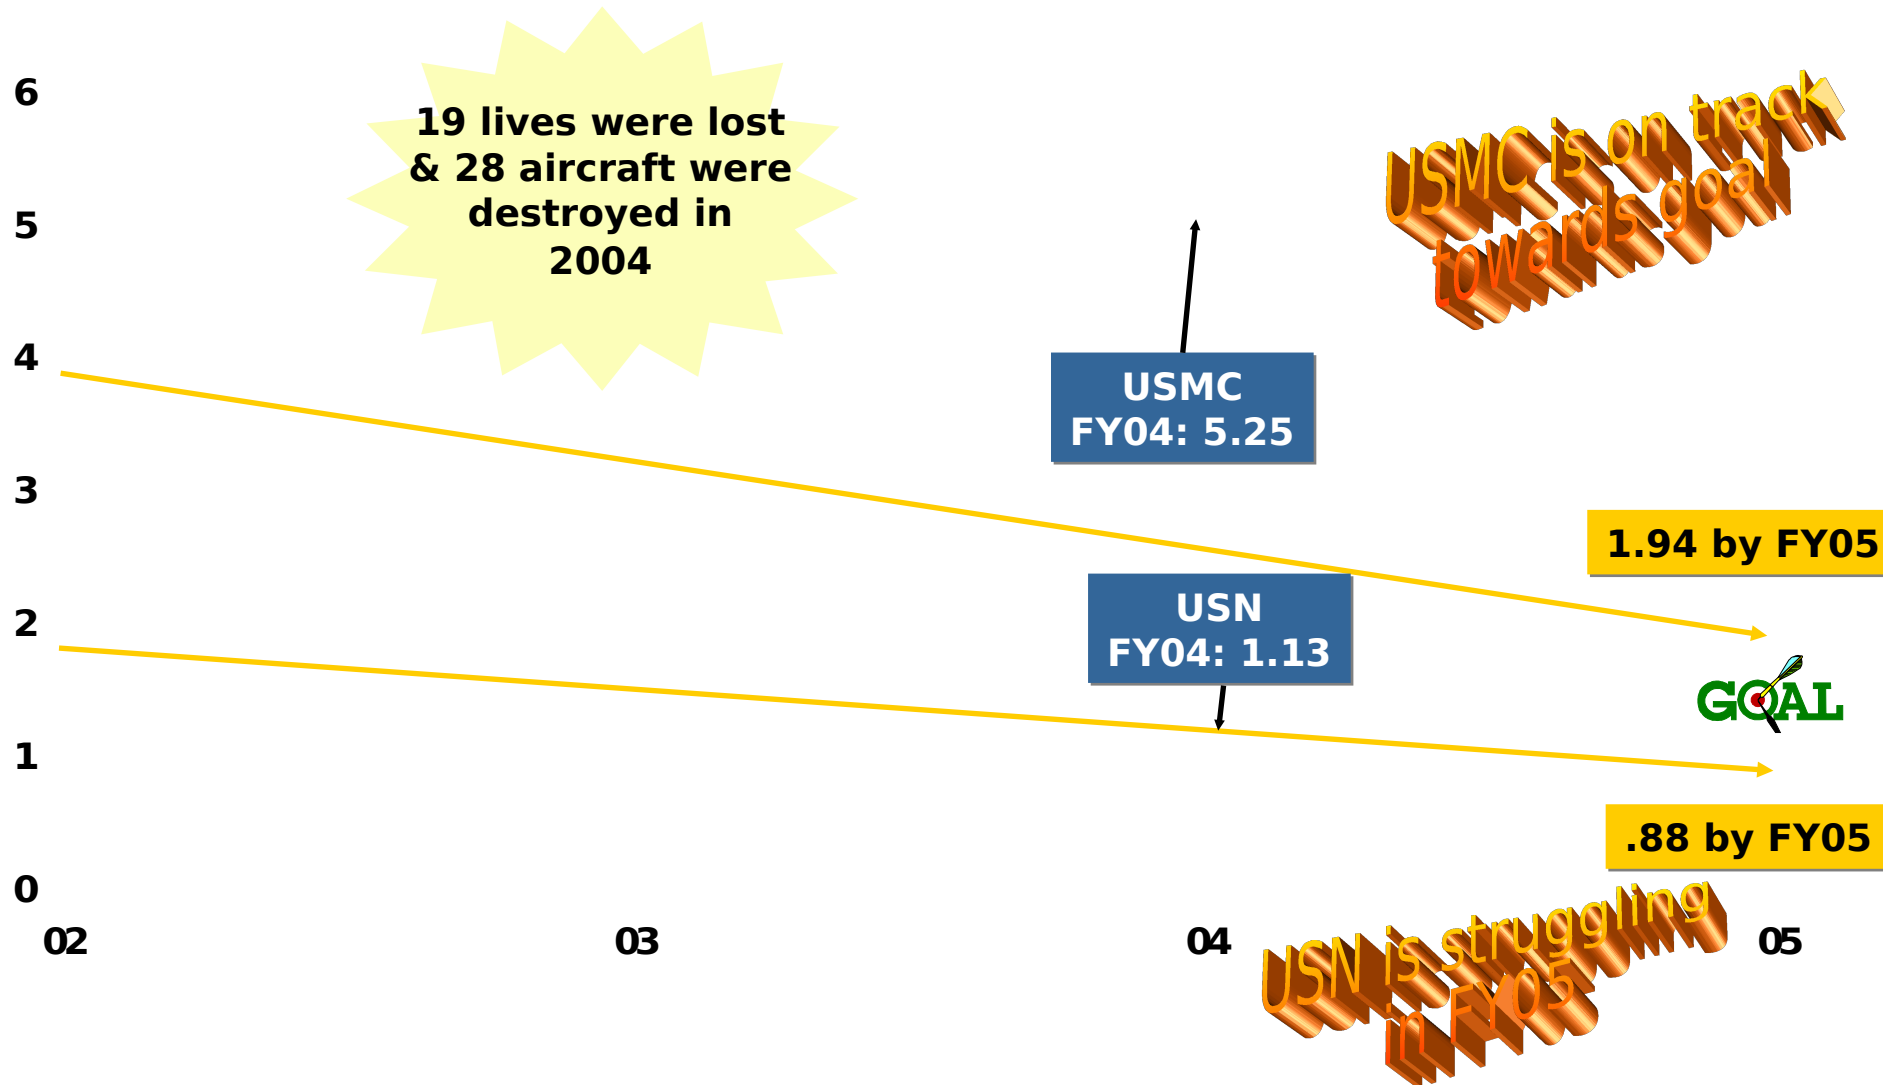 6
5
4
3
2
1
0
19 lives were lost
& 28 aircraft were
destroyed in
2004
USMC is on track
towards goal
USMC
FY04: 5.25
1.94 by FY05
USN
FY04: 1.13
GOAL
.88 by FY05
02
03
04
05
USN is struggling
in FY05